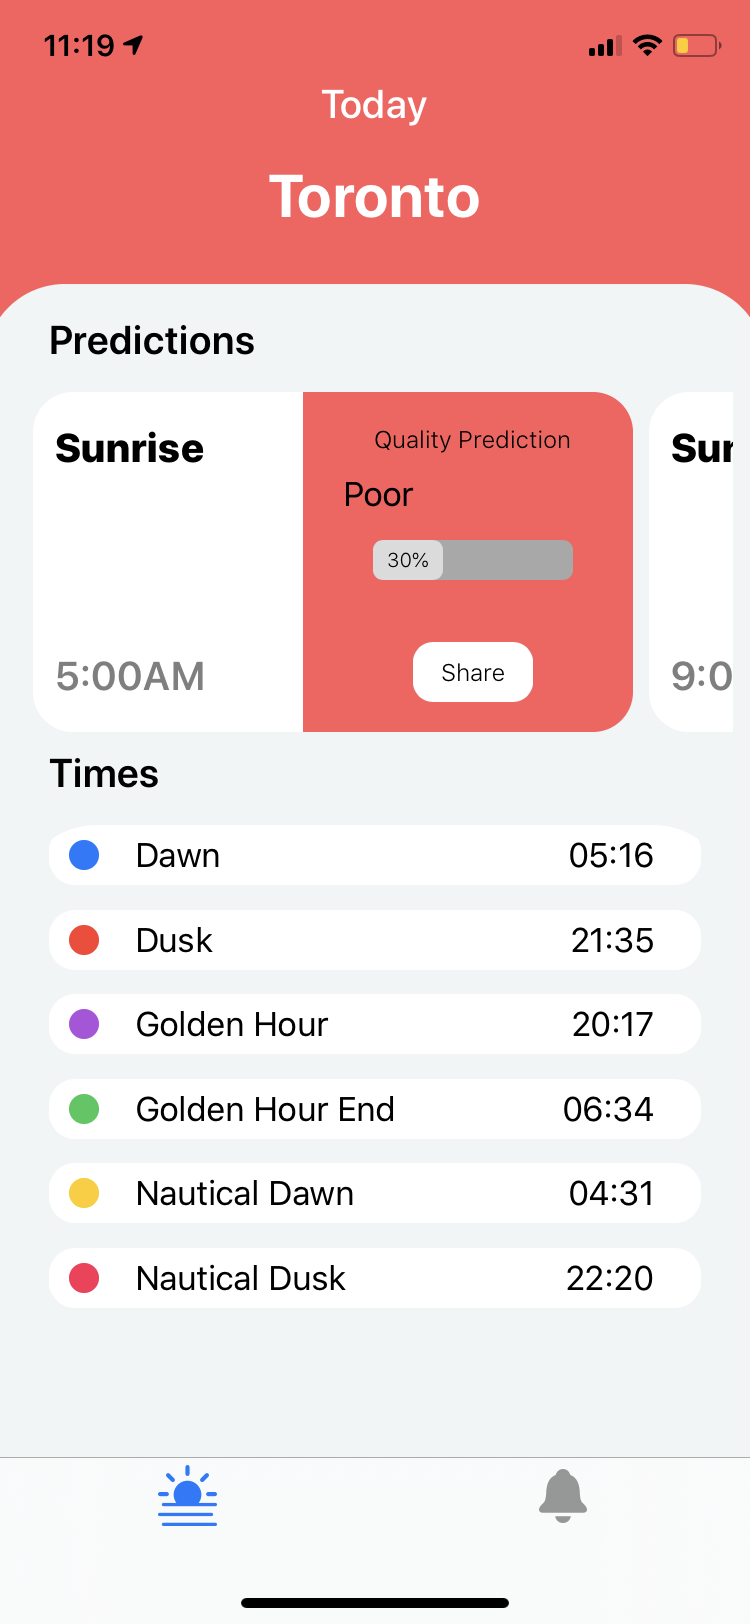 11:19
Today
Toronto
Predictions
Sunrise
Quality Prediction
Poor
30%
5:00AM
Share
Sur
9:0
Times
Dawn 05:16
Dusk 21:35
Golden Hour 20:17
Golden Hour End 06:34
Nautical Dawn 04:31
Nautical Dusk 22:20